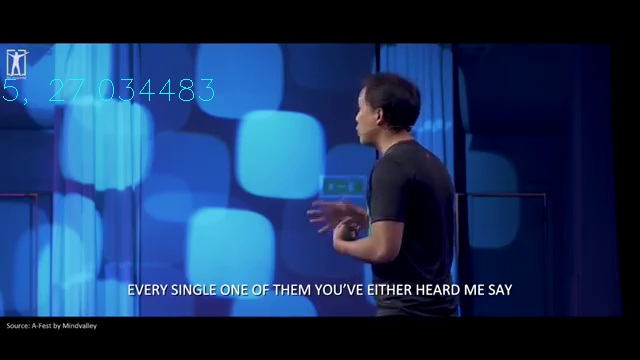 5, 27.034483
EVERY SINGLE ONE OF THEM YOU'VE EITHER HEARD ME SAY
Source: A-Fest by Mindvalley